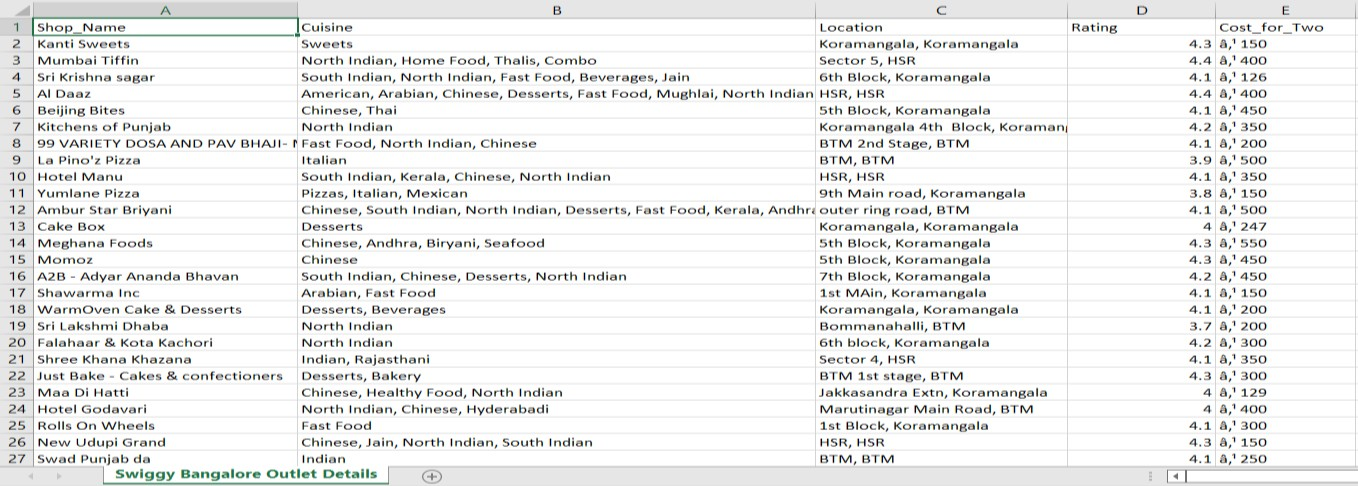 A B C D E
1 Shop_Name Cuisine Location Rating Cost_for_Two
2 Kanti Sweets Sweets Koramangala, Koramangala 4.3 â‚¹ 150
3 Mumbai Tiffin North Indian, Home Food, Thalis, Combo Sector 5, HSR 4.4 â‚¹ 400
4 Sri Krishna sagar South Indian, North Indian, Fast Food, Beverages, Jain 6th Block, Koramangala 4.1 â‚¹ 126
5 Al Daaz American, Arabian, Chinese, Desserts, Fast Food, Mughlai, North Indian HSR, HSR 4.4 â‚¹ 400
6 Beijing Bites Chinese, Thai 5th Block, Koramangala 4.1 â‚¹ 450
7 Kitchens of Punjab North Indian Koramangala 4th  Block, Koraman 4.2 â‚¹ 350
8 99 VARIETY DOSA AND PAV BHAJI- Fast Food, North Indian, Chinese BTM 2nd Stage, BTM 4.1 â‚¹ 200
9 La Pino'z Pizza Italian BTM, BTM 3.9 â‚¹ 500
10 Hotel Manu South Indian, Kerala, Chinese, North Indian HSR, HSR 4.1 â‚¹ 350
11 Yumlane Pizza Pizzas, Italian, Mexican 9th Main road, Koramangala 3.8 â‚¹ 150
12 Ambur Star Briyani Chinese, South Indian, North Indian, Desserts, Fast Food, Kerala, Andhra outer ring road, BTM 4.1 â‚¹ 500
13 Cake Box Desserts Koramangala, Koramangala 4 â‚¹ 247
14 Meghana Foods Chinese, Andhra, Biryani, Seafood 5th Block, Koramangala 4.3 â‚¹ 550
15 Momoz Chinese 5th Block, Koramangala 4.3 â‚¹ 450
16 A2B - Adyar Ananda Bhavan South Indian, Chinese, Desserts, North Indian 7th Block, Koramangala 4.2 â‚¹ 450
17 Shawarma Inc Arabian, Fast Food 1st MAin, Koramangala 4.1 â‚¹ 150
18 WarmOven Cake & Desserts Desserts, Beverages Koramangala, Koramangala 4.1 â‚¹ 200
19 Sri Lakshmi Dhaba North Indian Bommanahalli, BTM 3.7 â‚¹ 200
20 Falahaar & Kota Kachori North Indian 6th block, Koramangala 4.2 â‚¹ 300
21 Shree Khana Khazana Indian, Rajasthani Sector 4, HSR 4.1 â‚¹ 350
22 Just Bake - Cakes & confectioners Desserts, Bakery BTM 1st stage, BTM 4.3 â‚¹ 300
23 Maa Di Hatti Chinese, Healthy Food, North Indian Jakkasandra Extn, Koramangala 4 â‚¹ 129
24 Hotel Godavari North Indian, Chinese, Hyderabadi Marutinagar Main Road, BTM 4 â‚¹ 400
25 Rolls On Wheels Fast Food 1st Block, Koramangala 4.1 â‚¹ 300
26 New Udupi Grand Chinese, Jain, North Indian, South Indian HSR, HSR 4.3 â‚¹ 150
27 Swad Punjab da Indian BTM, BTM 4.1 â‚¹ 250
Swiggy Bangalore Outlet Details